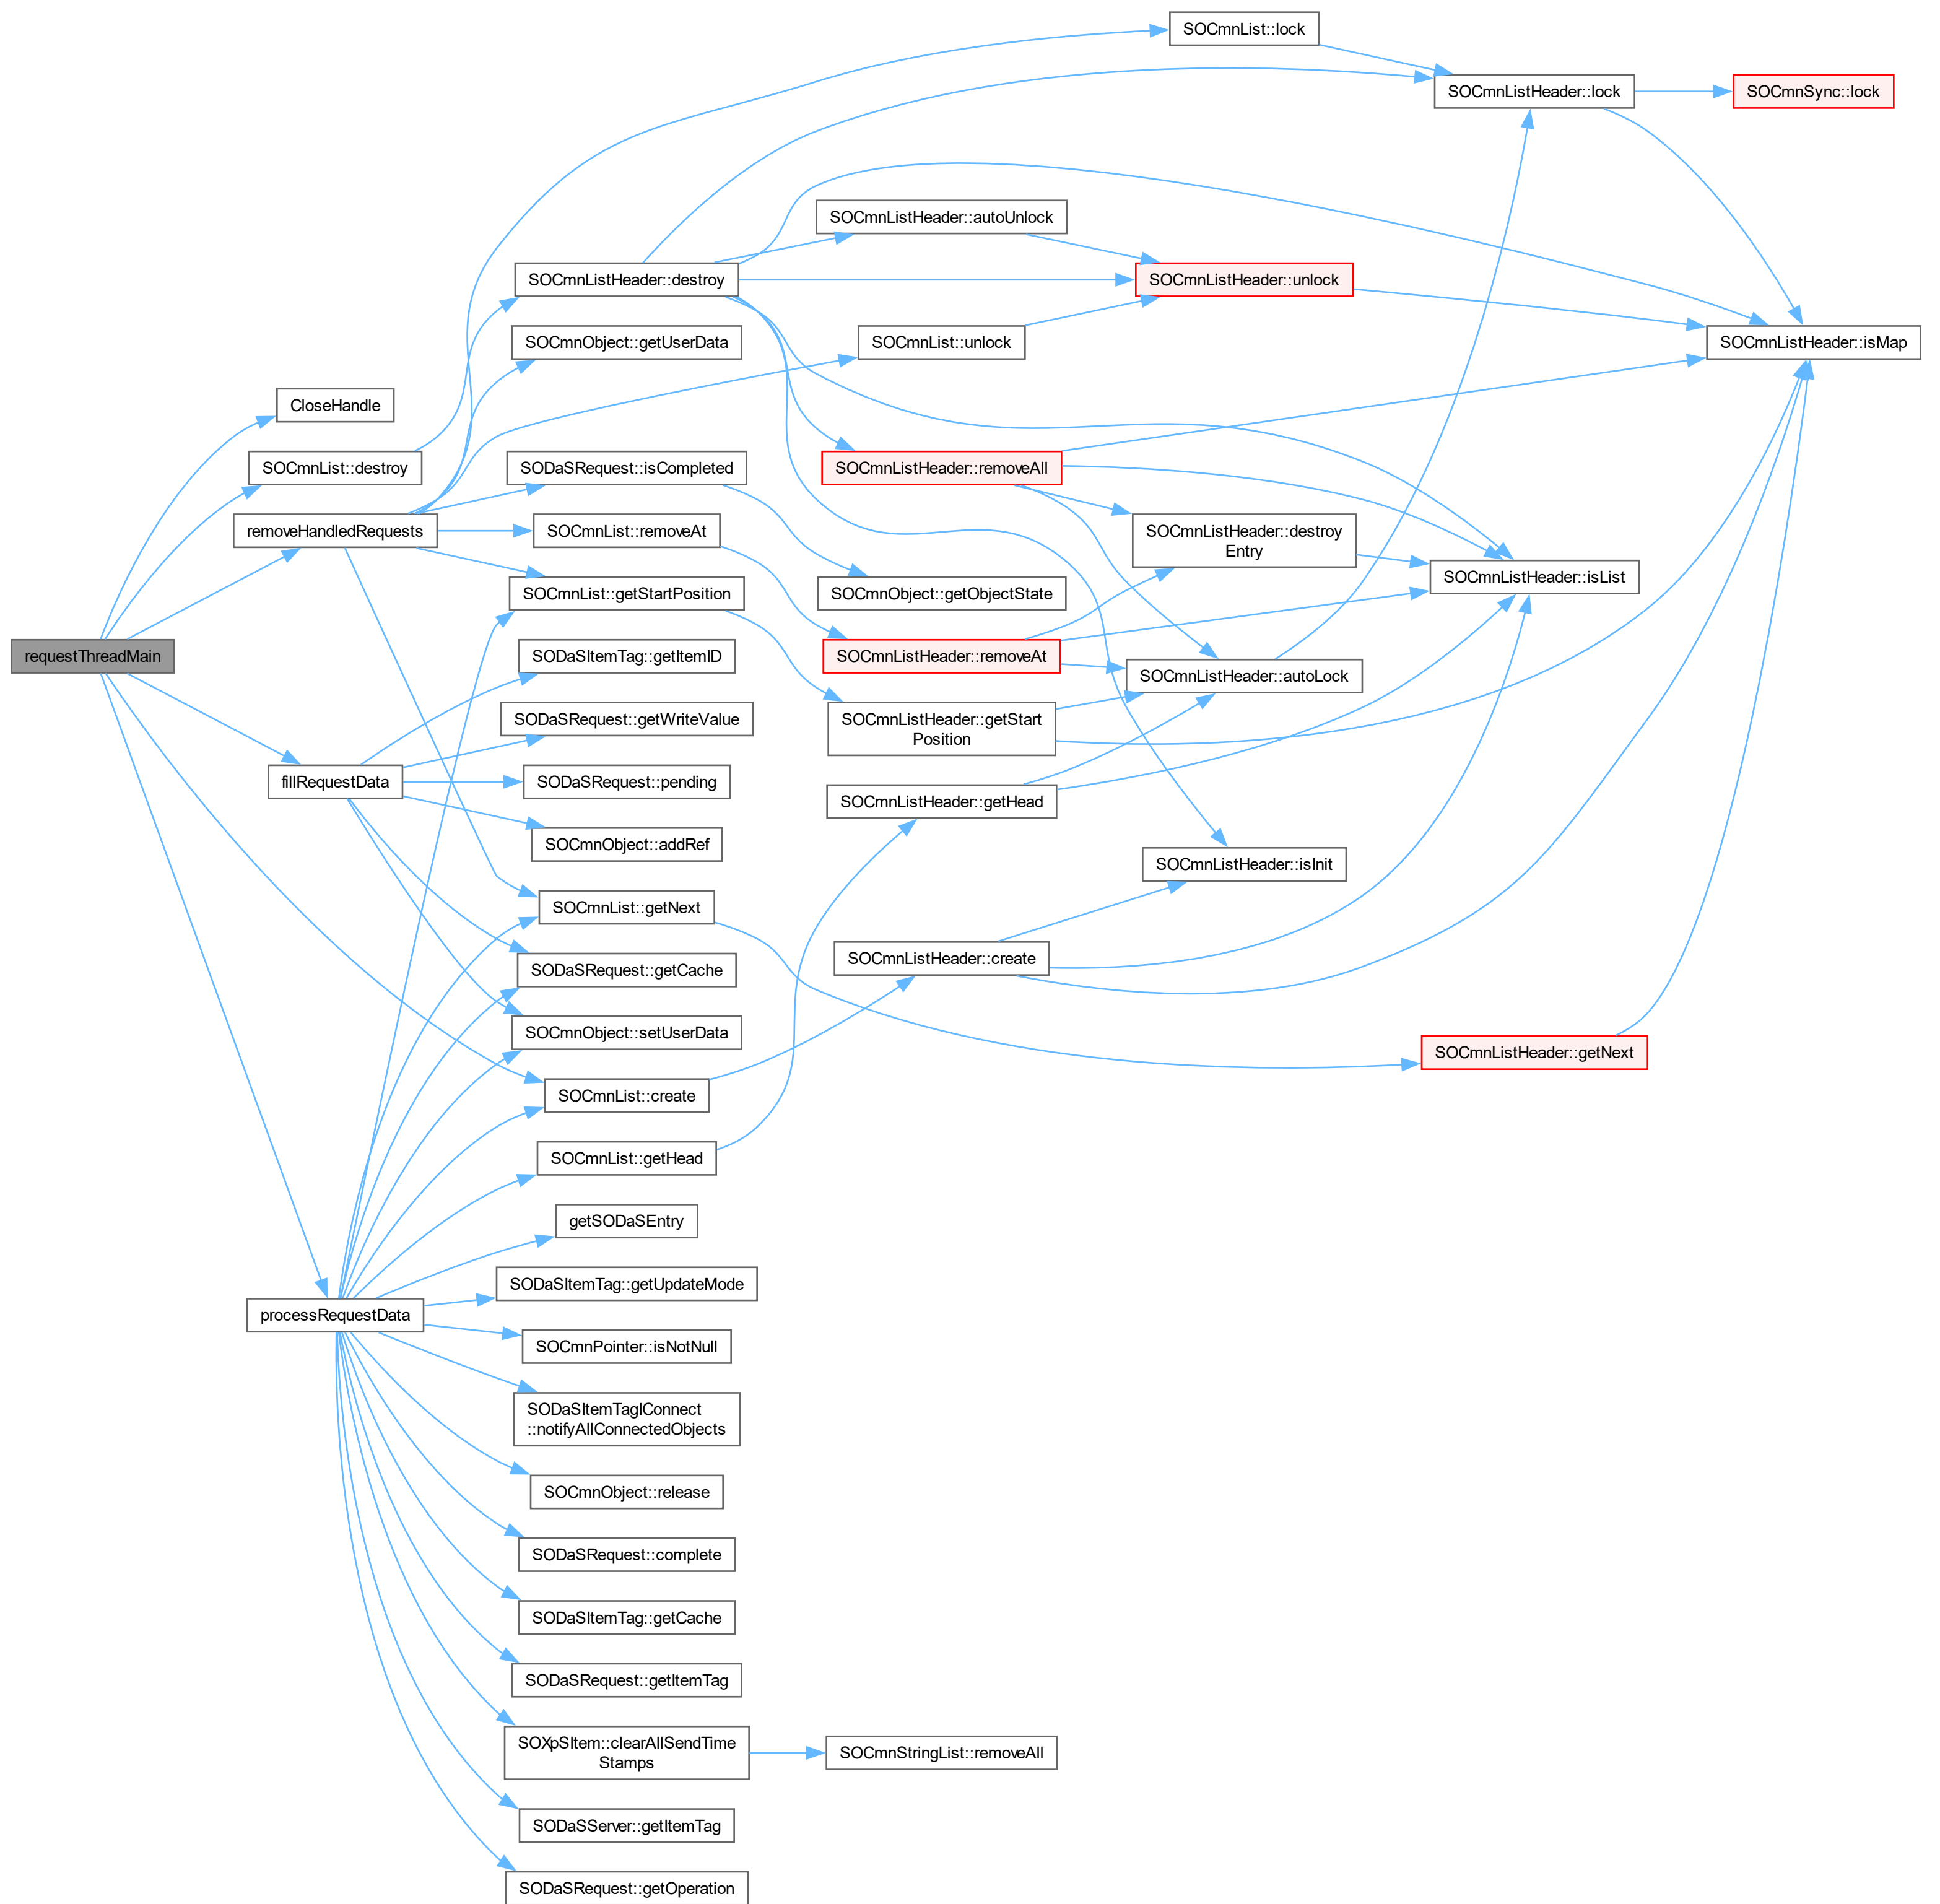 SOCmnList::lock
SOCmnListHeader::lock
SOCmnSync::lock
SOCmnListHeader::autoUnlock
SOCmnListHeader::destroy
SOCmnListHeader::unlock
SOCmnObject::getUserData
SOCmnList::unlock
SOCmnListHeader::isMap
CloseHandle
SOCmnList::destroy
SODaSRequest::isCompleted
SOCmnListHeader::removeAll
removeHandledRequests
SOCmnList::removeAt
SOCmnListHeader::destroy
Entry
SOCmnList::getStartPosition
SOCmnObject::getObjectState
SOCmnListHeader::isList
requestThreadMain
SODaSItemTag::getItemID
SOCmnListHeader::removeAt
SOCmnListHeader::autoLock
SODaSRequest::getWriteValue
SOCmnListHeader::getStart
Position
fillRequestData
SODaSRequest::pending
SOCmnListHeader::getHead
SOCmnObject::addRef
SOCmnListHeader::isInit
SOCmnList::getNext
SODaSRequest::getCache
SOCmnListHeader::create
SOCmnObject::setUserData
SOCmnListHeader::getNext
SOCmnList::create
SOCmnList::getHead
getSODaSEntry
SODaSItemTag::getUpdateMode
processRequestData
SOCmnPointer::isNotNull
SODaSItemTagIConnect
::notifyAllConnectedObjects
SOCmnObject::release
SODaSRequest::complete
SODaSItemTag::getCache
SODaSRequest::getItemTag
SOXpSItem::clearAllSendTime
Stamps
SOCmnStringList::removeAll
SODaSServer::getItemTag
SODaSRequest::getOperation